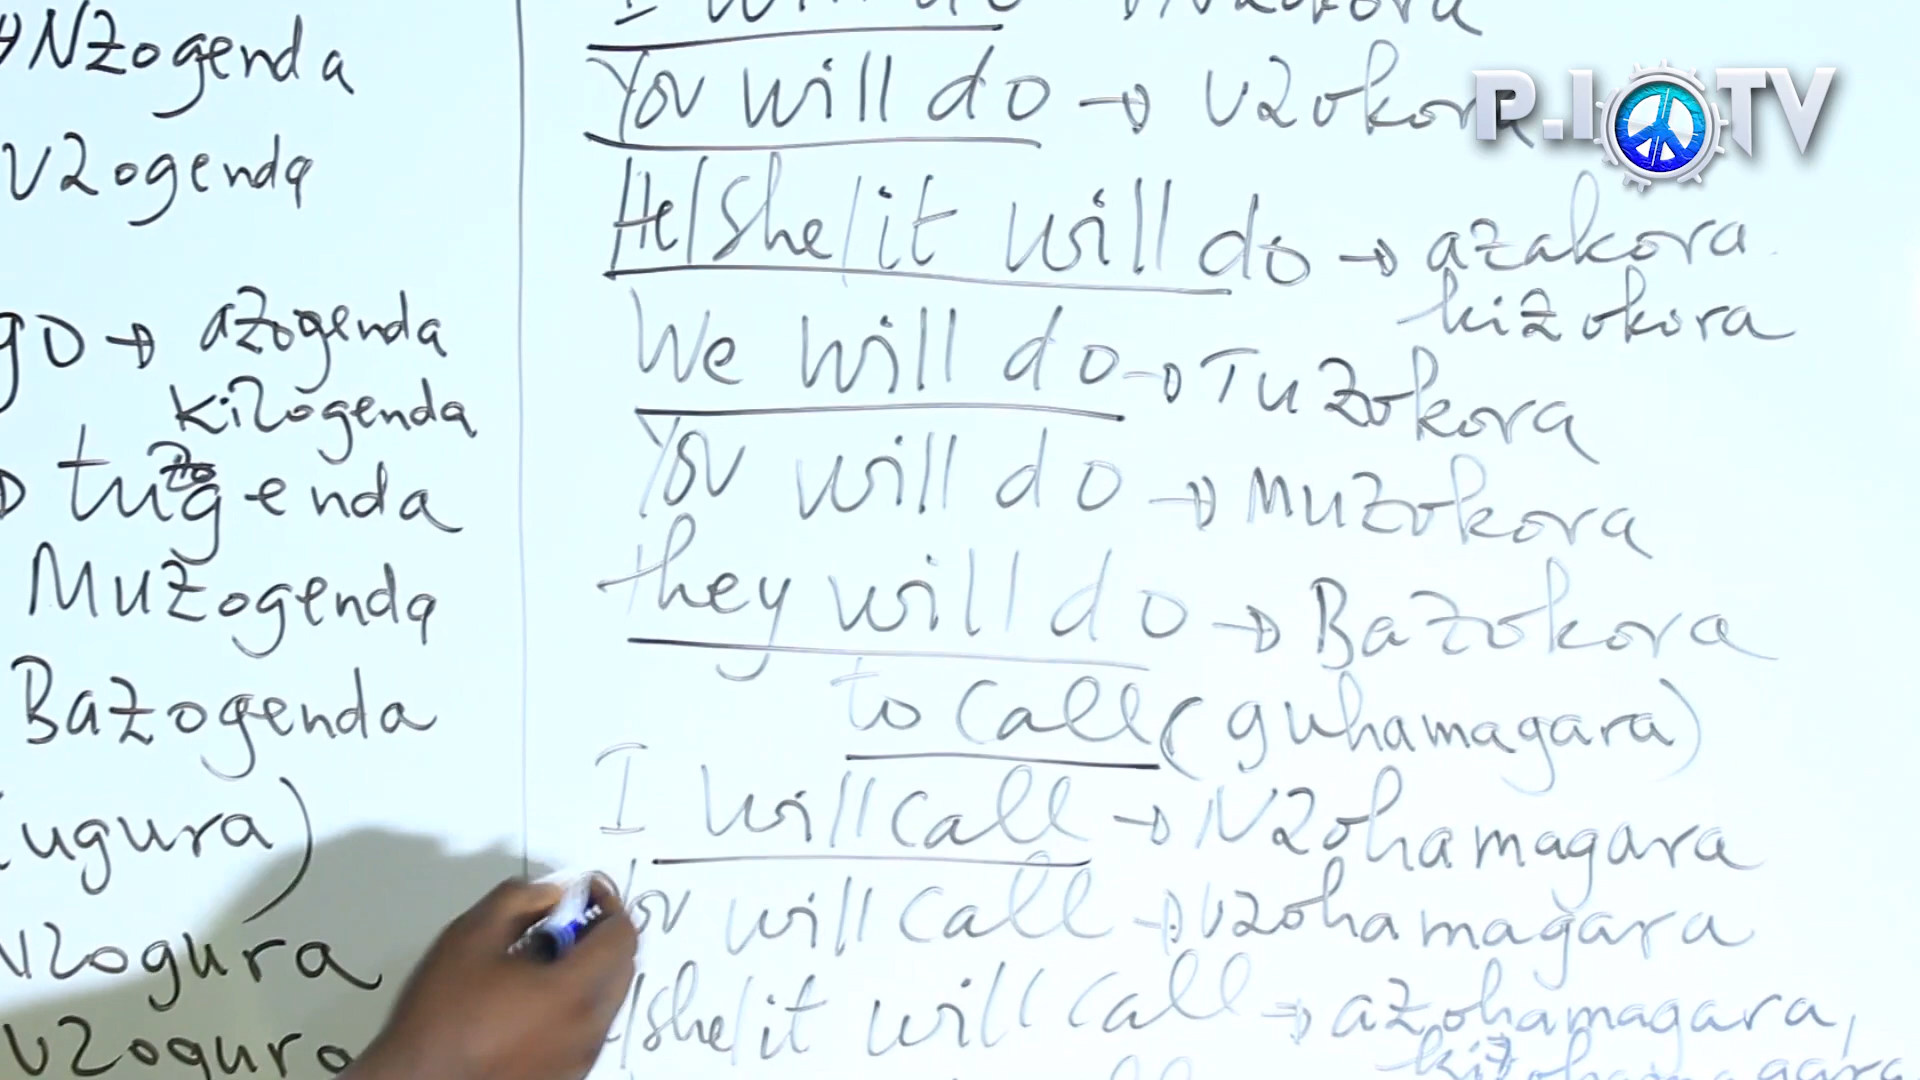 Nzogenda
Uzogenda
go → azogenda
kizogenda
tuzogenda
Muzogenda
Bazogenda
ugura)
Nzogura
Uzogura
You will do → Uzokora
He/She/it will do → azakora
kizokora
We will do → Tuzokora
You will do → Muzokora
they will do → Bazokora
to call (guhamagara)
I will call → Nzohamagara
You will call → Uzohamagara
/she/it will call → azohamagara,
kizohamagara
P.I TV